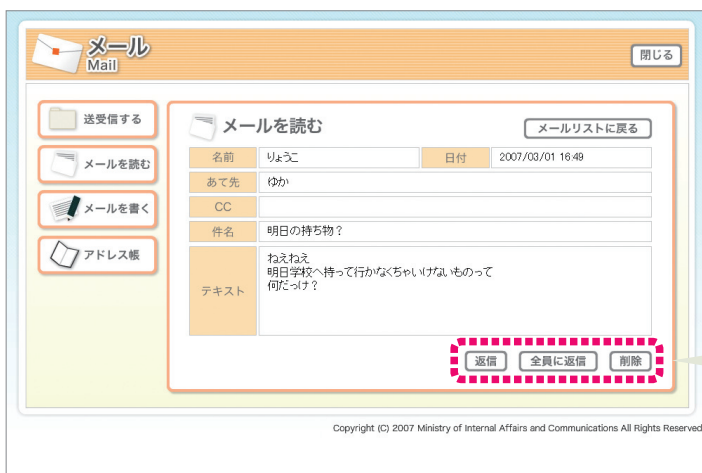 メール
Mail
閉じる
送受信する
メールを読む
メールを書く
アドレス帳
メールを読む
メールリストに戻る
名前 りょうこ 日付 2007/03/01 16:49
あて先 ゆか
CC
件名 明日の持ち物？
テキスト
ねえねえ
明日学校へ持って行かなくちゃいけないものって
何だっけ？
返信 全員に返信 削除
Copyright (C) 2007 Ministry of Internal Affairs and Communications All Rights Reserved